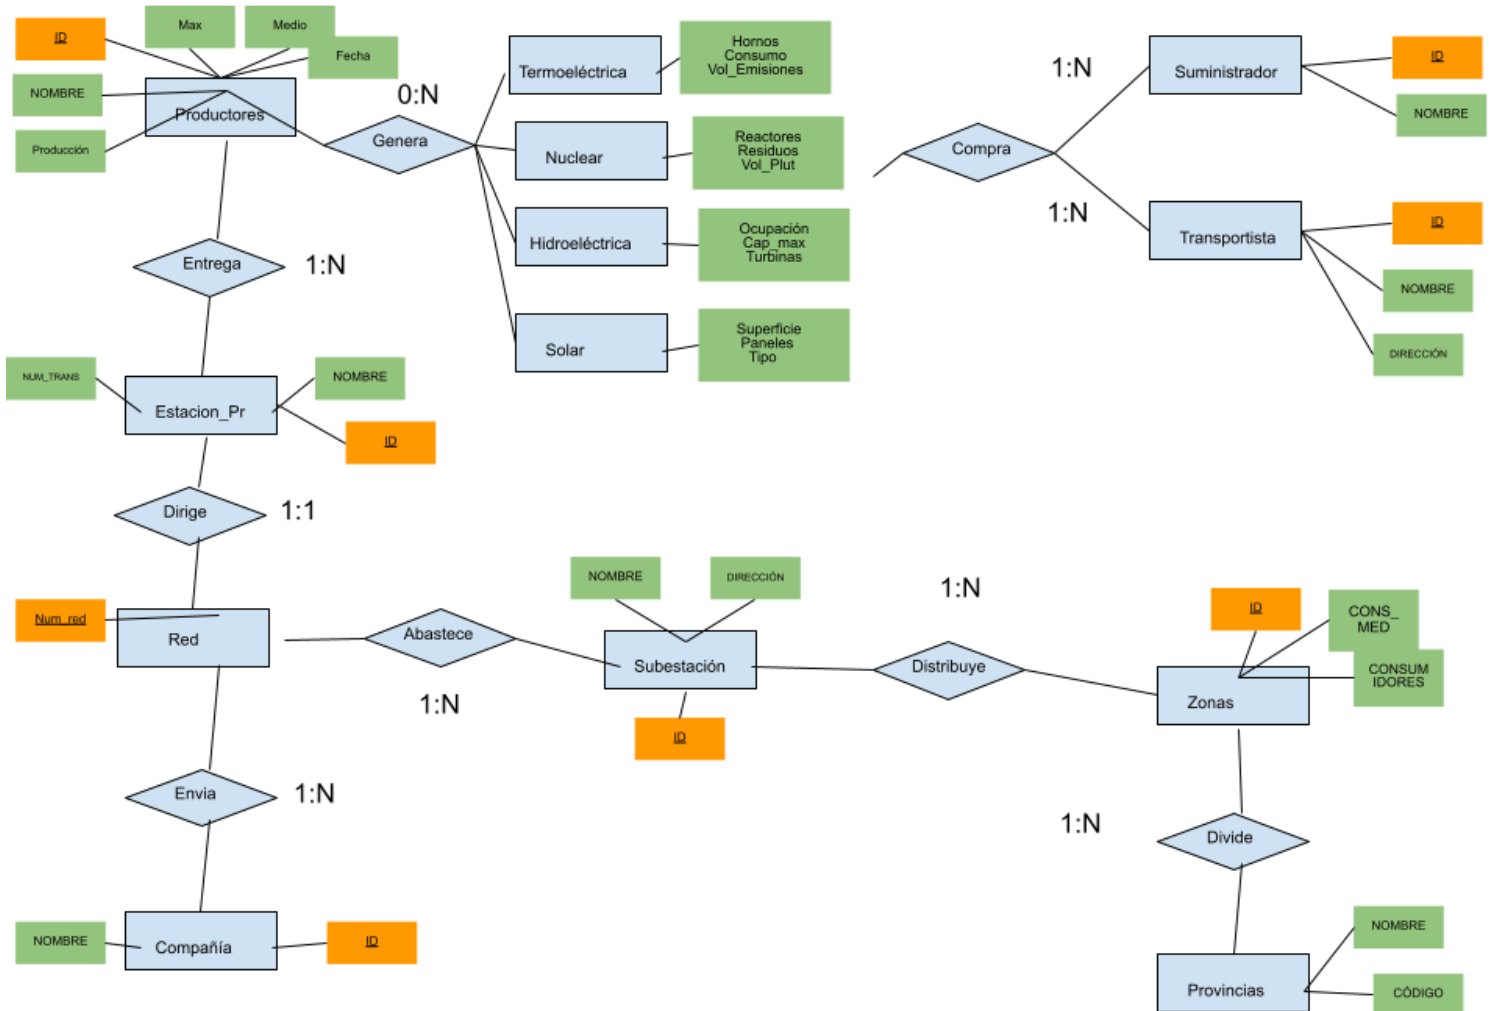 ID
Max
Medio
Fecha
NOMBRE
Productores
Producción
0:N
Genera
Termoeléctrica
Hornos
Consumo
Vol_Emisiones
Nuclear
Reactores
Residuos
Vol_Plut
Hidroeléctrica
Ocupación
Cap_max
Turbinas
Solar
Superficie
Paneles
Tipo
1:N
Suministrador
ID
NOMBRE
Compra
1:N
Transportista
ID
NOMBRE
DIRECCIÓN
Entrega
1:N
NUM_TRANS
NOMBRE
Estacion_Pr
ID
Dirige
1:1
Num_red
Red
Abastece
1:N
NOMBRE
DIRECCIÓN
Subestación
ID
1:N
Distribuye
ID
CONS_
MED
CONSUM
IDORES
Zonas
Envia
1:N
1:N
Divide
NOMBRE
Compañía
ID
NOMBRE
Provincias
CÓDIGO